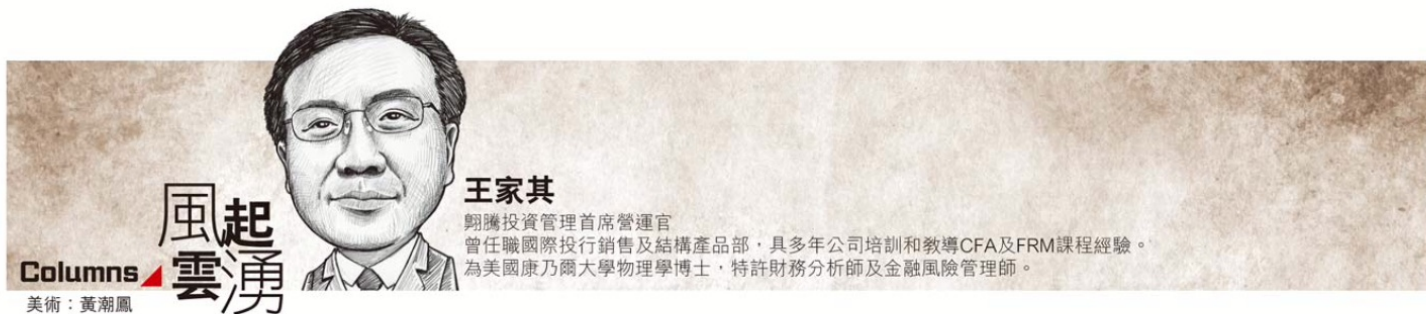 風起雲湧
Columns
美術：黃潮鳳
王家其
翺騰投資管理首席營運官
曾任職國際投行銷售及結構產品部，具多年公司培訓和教導CFA及FRM課程經驗。
為美國康乃爾大學物理學博士，特許財務分析師及金融風險管理師。